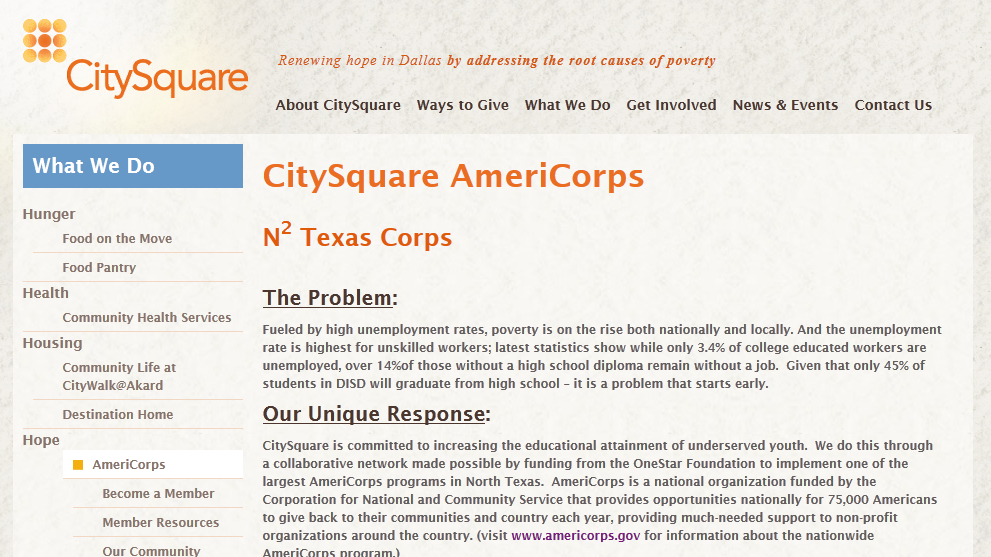 CitySquare
Renewing hope in Dallas by addressing the root causes of poverty
About CitySquare Ways to Give What We Do Get Involved News & Events Contact Us
What We Do
Hunger
Food on the Move
Food Pantry
Health
Community Health Services
Housing
Community Life at
CityWalk@Akard
Destination Home
Hope
AmeriCorps
Become a Member
Member Resources
Our Community
CitySquare AmeriCorps
N² Texas Corps
The Problem:
Fueled by high unemployment rates, poverty is on the rise both nationally and locally. And the unemployment
rate is highest for unskilled workers; latest statistics show while only 3.4% of college educated workers are
unemployed, over 14%of those without a high school diploma remain without a job.  Given that only 45% of
students in DISD will graduate from high school – it is a problem that starts early.
Our Unique Response:
CitySquare is committed to increasing the educational attainment of underserved youth.  We do this through
a collaborative network made possible by funding from the OneStar Foundation to implement one of the
largest AmeriCorps programs in North Texas.  AmeriCorps is a national organization funded by the
Corporation for National and Community Service that provides opportunities nationally for 75,000 Americans
to give back to their communities and country each year, providing much-needed support to non-profit
organizations around the country. (visit www.americorps.gov for information about the nationwide
AmeriCorps program.)